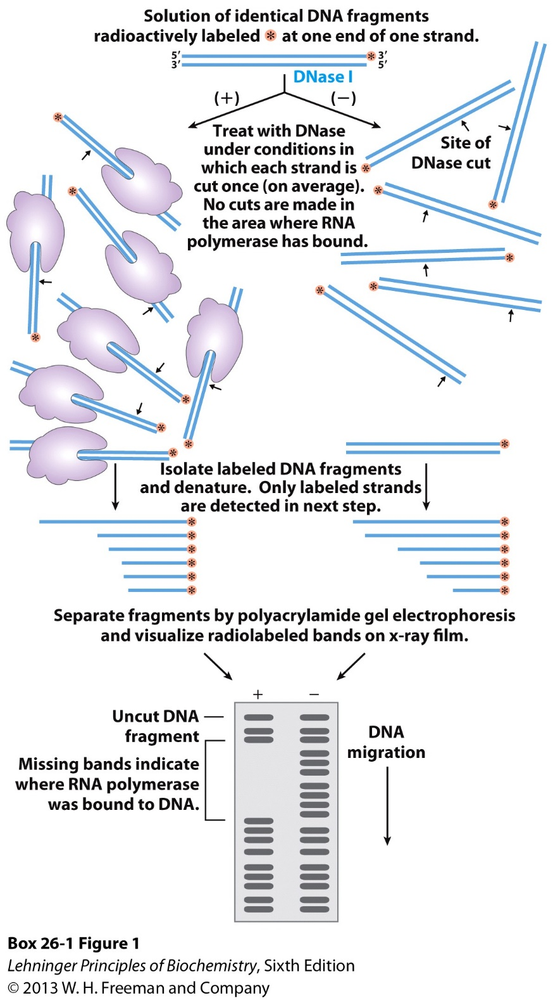 Solution of identical DNA fragments
radioactively labeled * at one end of one strand.
5′ * 3′
3′ 5′
DNase I
(+) (−)
Treat with DNase
under conditions in
which each strand is
cut once (on average).
No cuts are made in
the area where RNA
polymerase has bound.
Site of
DNase cut
Isolate labeled DNA fragments
and denature. Only labeled strands
are detected in next step.
Separate fragments by polyacrylamide gel electrophoresis
and visualize radiolabeled bands on x-ray film.
+ −
Uncut DNA
fragment
Missing bands indicate
where RNA polymerase
was bound to DNA.
DNA
migration
Box 26-1 Figure 1
Lehninger Principles of Biochemistry, Sixth Edition
© 2013 W. H. Freeman and Company